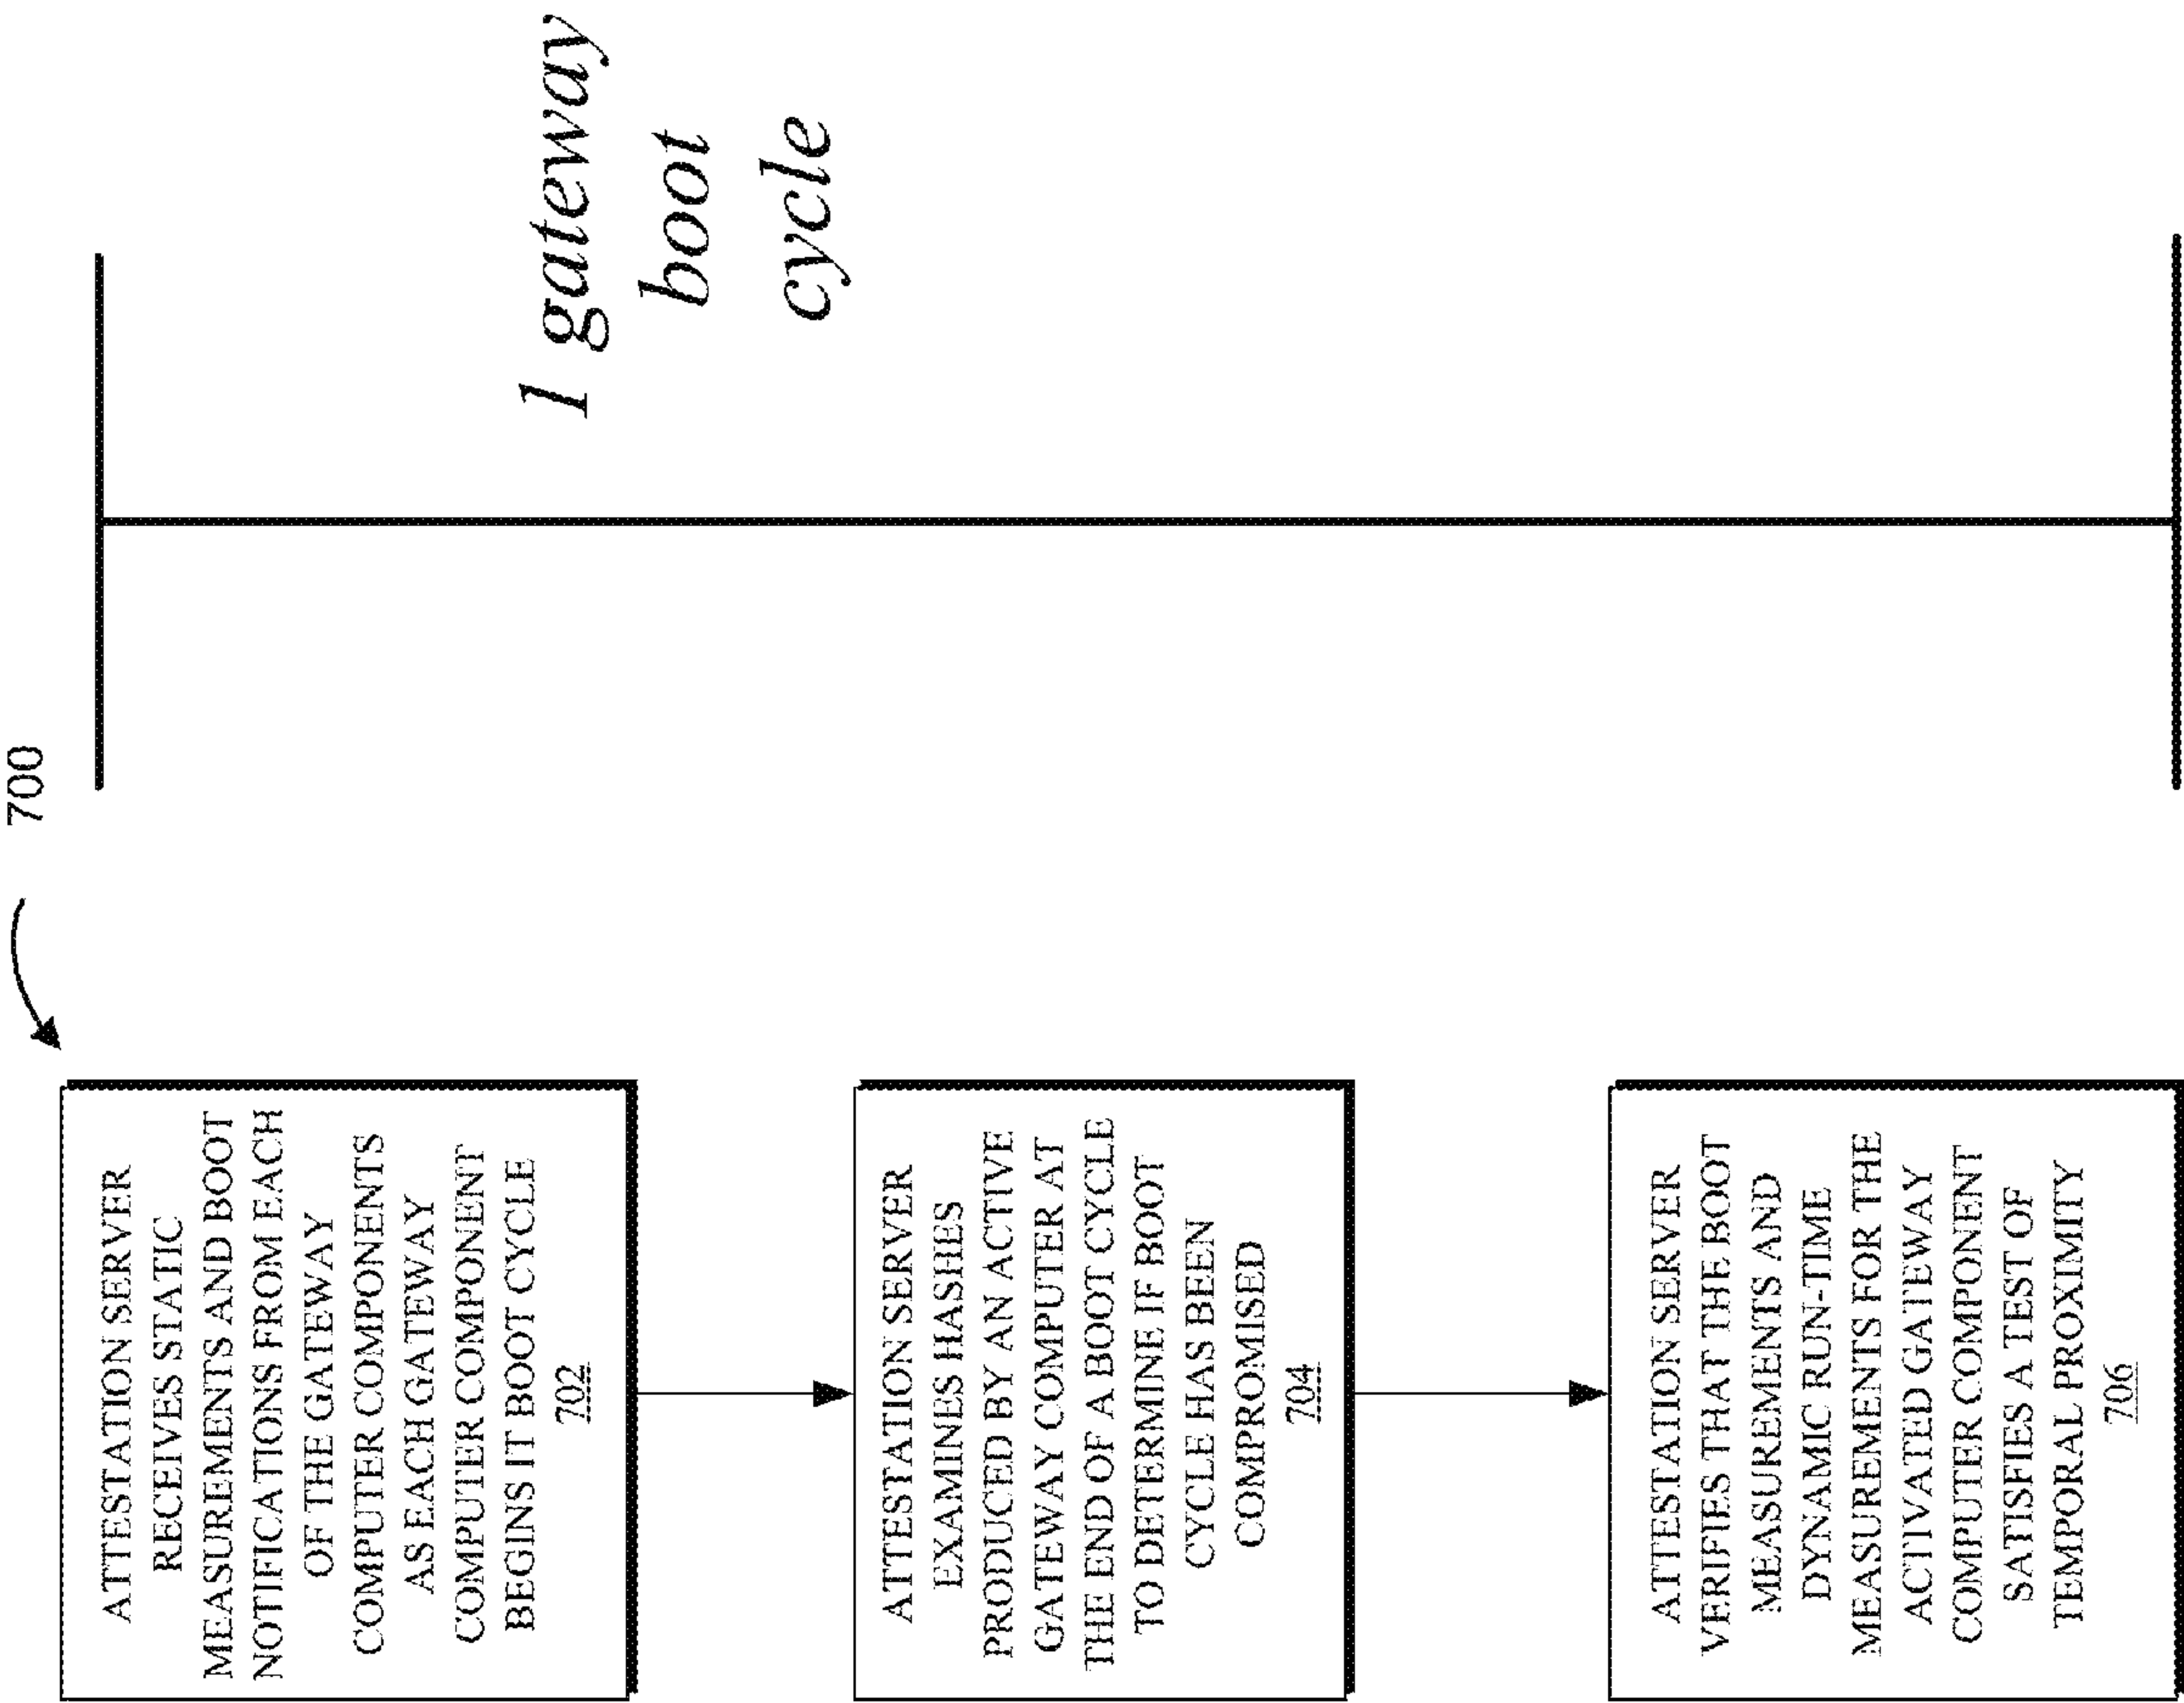 700
ATTESTATION SERVER
RECEIVES STATIC
MEASUREMENTS AND BOOT
NOTIFICATIONS FROM EACH
OF THE GATEWAY
COMPUTER COMPONENTS
AS EACH GATEWAY
COMPUTER COMPONENT
BEGINS IT BOOT CYCLE
702
ATTESTATION SERVER
EXAMINES HASHES
PRODUCED BY AN ACTIVE
GATEWAY COMPUTER AT
THE END OF A BOOT CYCLE
TO DETERMINE IF BOOT
CYCLE HAS BEEN
COMPROMISED
704
ATTESTATION SERVER
VERIFIES THAT THE BOOT
MEASUREMENTS AND
DYNAMIC RUN-TIME
MEASUREMENTS FOR THE
ACTIVATED GATEWAY
COMPUTER COMPONENT
SATISFIES A TEST OF
TEMPORAL PROXIMITY
706
1 gateway
boot
cycle